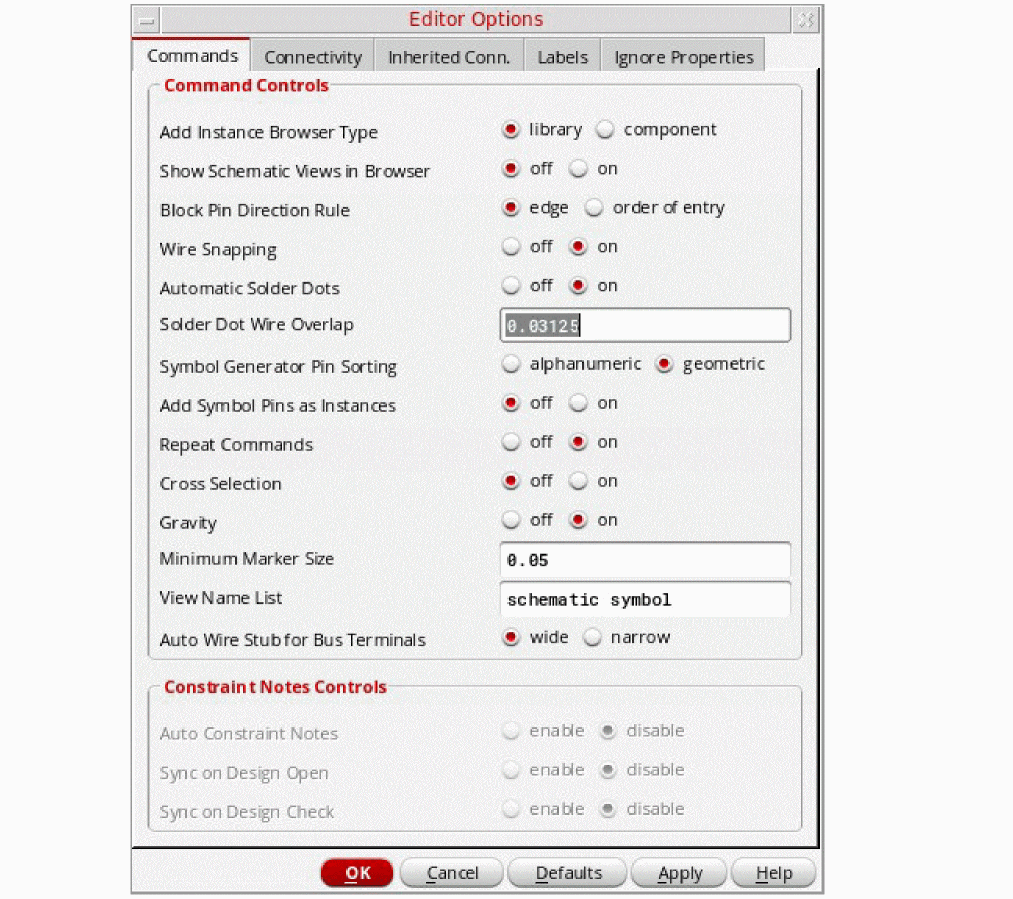 Editor Options
Commands Connectivity Inherited Conn. Labels Ignore Properties
Command Controls
Add Instance Browser Type library component
Show Schematic Views in Browser off on
Block Pin Direction Rule edge order of entry
Wire Snapping off on
Automatic Solder Dots off on
Solder Dot Wire Overlap 0.03125
Symbol Generator Pin Sorting alphanumeric geometric
Add Symbol Pins as Instances off on
Repeat Commands off on
Cross Selection off on
Gravity off on
Minimum Marker Size 0.05
View Name List schematic symbol
Auto Wire Stub for Bus Terminals wide narrow
Constraint Notes Controls
Auto Constraint Notes enable disable
Sync on Design Open enable disable
Sync on Design Check enable disable
OK Cancel Defaults Apply Help